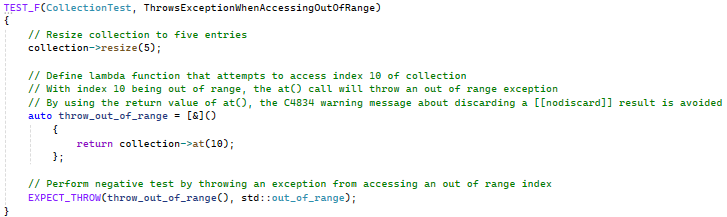 TEST_F(CollectionTest, ThrowsExceptionWhenAccessingOutOfRange)
{
// Resize collection to five entries
collection->resize(5);
// Define lambda function that attempts to access index 10 of collection
// With index 10 being out of range, the at() call will throw an out of range exception
// By using the return value of at(), the C4834 warning message about discarding a [[nodiscard]] result is avoided
auto throw_out_of_range = [&]()
{
return collection->at(10);
};
// Perform negative test by throwing an exception from accessing an out of range index
EXPECT_THROW(throw_out_of_range(), std::out_of_range);
}